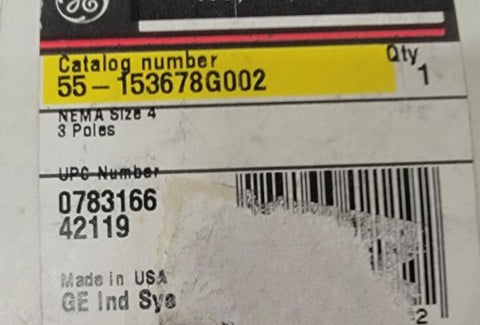 Catalog number
Qty
55-153678G002
1
NEMA Size 4
3 Poles
UPC Number
0783166
42119
Made in USA
GE Ind Sys
2